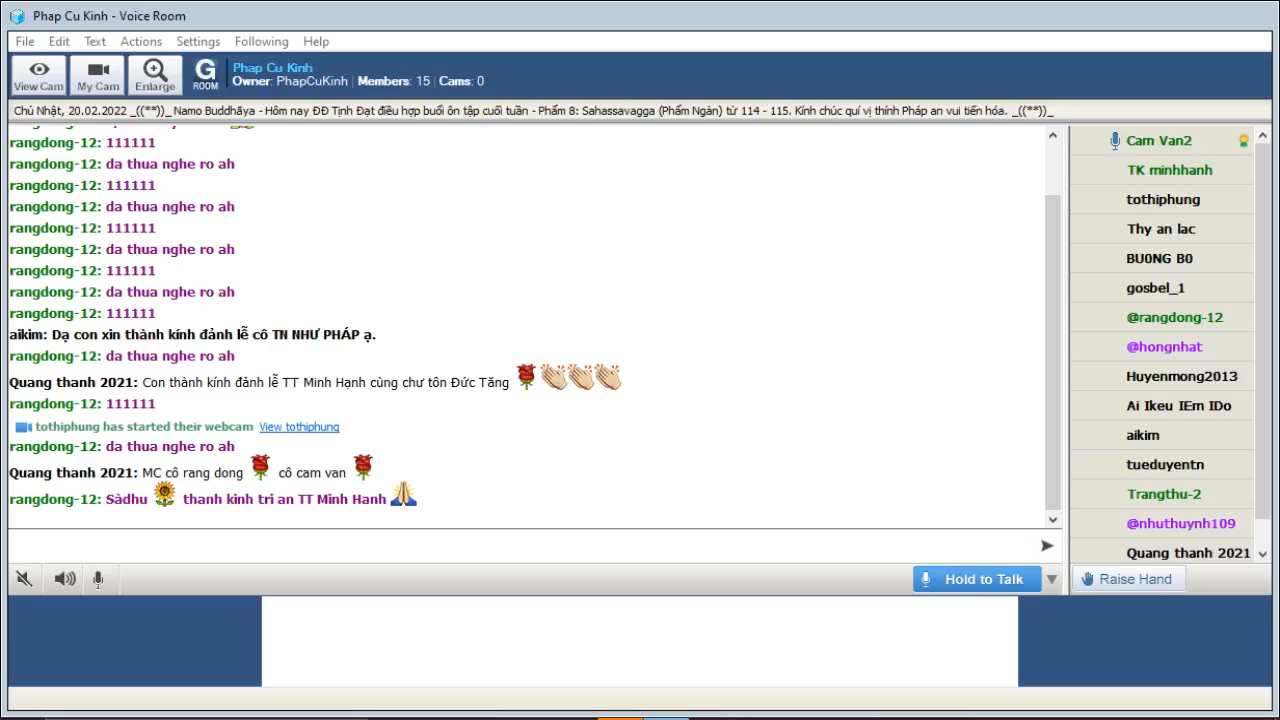 Phap Cu Kinh - Voice Room
File Edit Text Actions Settings Following Help
View Cam My Cam Enlarge G ROOM
Phap Cu Kinh
Owner: PhapCuKinh | Members: 15 | Cams: 0
Chủ Nhật, 20.02.2022 _((**))_ Namo Buddhāya - Hôm nay ĐĐ Tịnh Đạt điều hợp buổi ôn tập cuối tuần - Phẩm 8: Sahassavagga (Phẩm Ngàn) từ 114 - 115. Kính chúc quí vị thính Pháp an vui tiến hóa. _((**))_
rangdong-12: 111111
rangdong-12: da thua nghe ro ah
rangdong-12: 111111
rangdong-12: da thua nghe ro ah
rangdong-12: 111111
rangdong-12: da thua nghe ro ah
rangdong-12: 111111
rangdong-12: da thua nghe ro ah
rangdong-12: 111111
aikim: Dạ con xin thành kính đảnh lễ cô TN NHƯ PHÁP ạ.
rangdong-12: da thua nghe ro ah
Quang thanh 2021: Con thành kính đảnh lễ TT Minh Hạnh cùng chư tôn Đức Tăng
rangdong-12: 111111
tothiphung has started their webcam View tothiphung
rangdong-12: da thua nghe ro ah
Quang thanh 2021: MC cô rang dong cô cam van
rangdong-12: Sàdhu thanh kinh tri an TT Minh Hanh
Cam Van2
TK minhhanh
tothiphung
Thy an lac
BU0NG B0
gosbel_1
@rangdong-12
@hongnhat
Huyenmong2013
Ai Ikeu IEm IDo
aikim
tueduyentn
Trangthu-2
@nhuthuynh109
Quang thanh 2021
Hold to Talk
Raise Hand